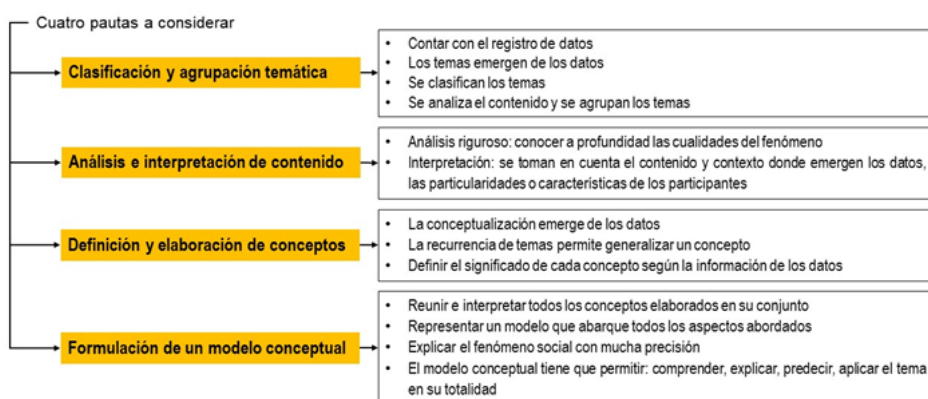 Cuatro pautas a considerar
Clasificación y agrupación temática
• Contar con el registro de datos
• Los temas emergen de los datos
• Se clasifican los temas
• Se analiza el contenido y se agrupan los temas
Análisis e interpretación de contenido
• Análisis riguroso: conocer a profundidad las cualidades del fenómeno
• Interpretación: se toman en cuenta el contenido y contexto donde emergen los datos,
las particularidades o características de los participantes
Definición y elaboración de conceptos
• La conceptualización emerge de los datos
• La recurrencia de temas permite generalizar un concepto
• Definir el significado de cada concepto según la información de los datos
Formulación de un modelo conceptual
• Reunir e interpretar todos los conceptos elaborados en su conjunto
• Representar un modelo que abarque todos los aspectos abordados
• Explicar el fenómeno social con mucha precisión
• El modelo conceptual tiene que permitir: comprender, explicar, predecir, aplicar el tema
en su totalidad